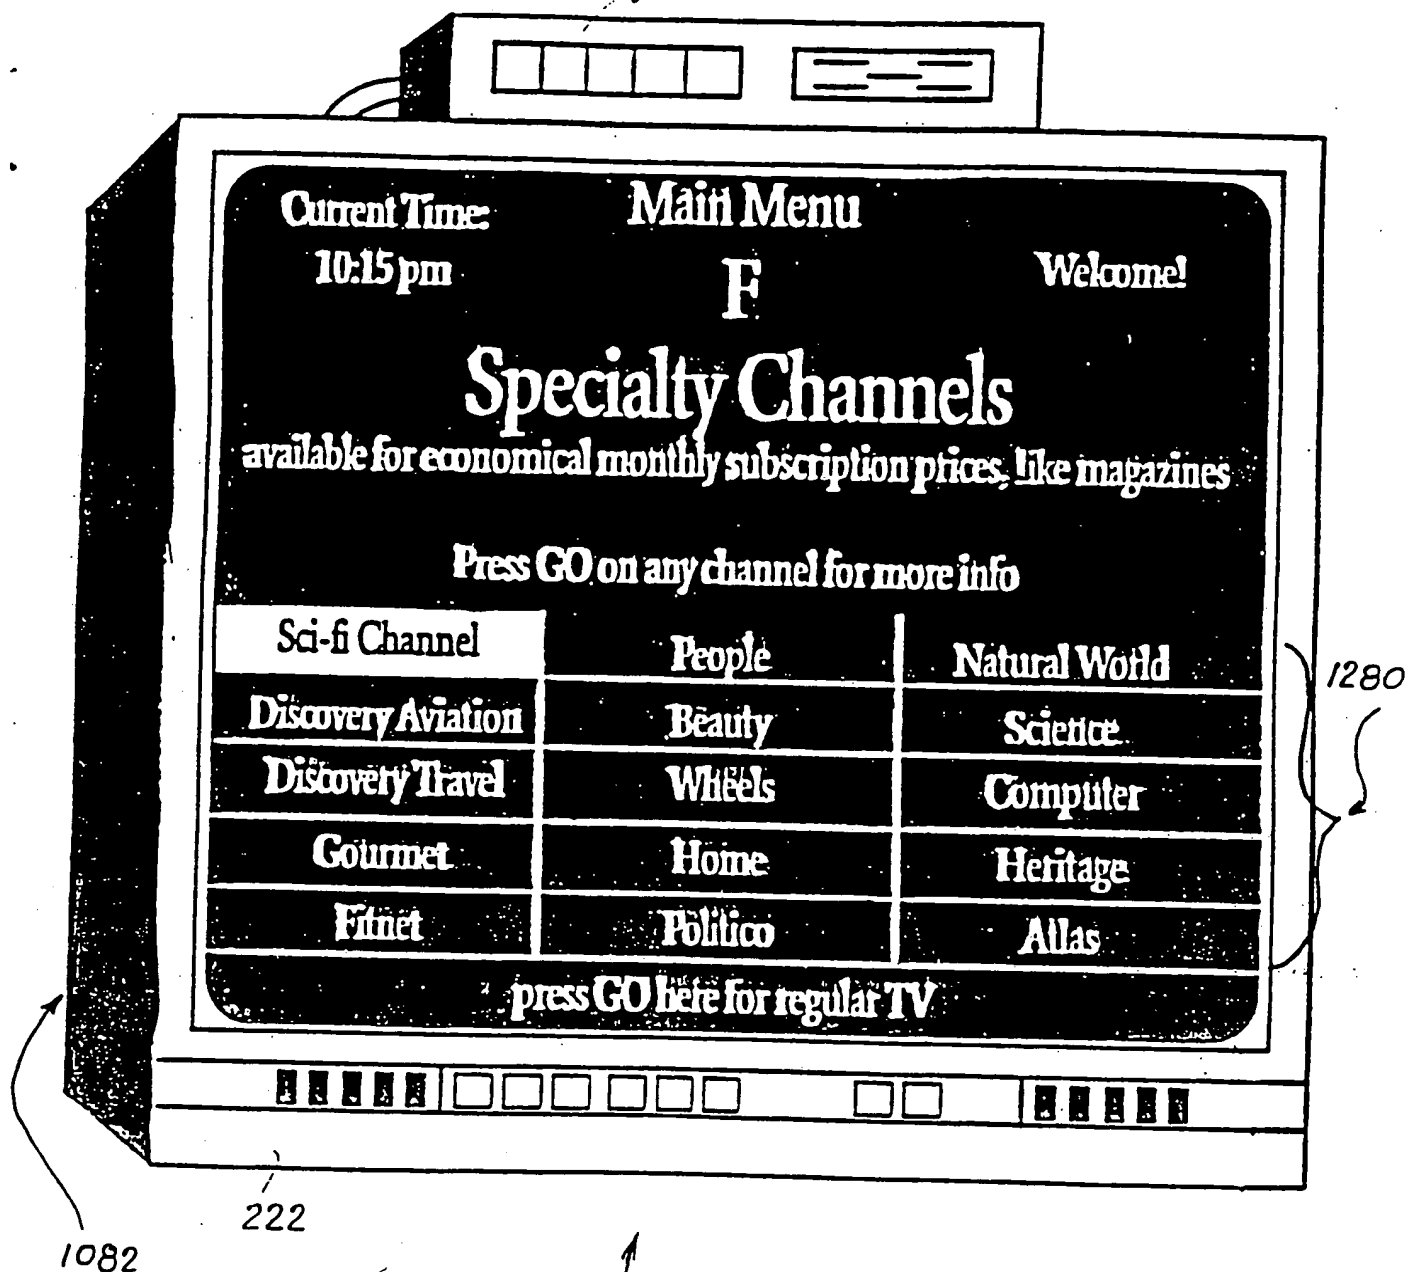 Current Time: Main Menu
10:15 pm F Welcome!
Specialty Channels
available for economical monthly subscription prices, like magazines
Press GO on any channel for more info
Sci-fi Channel People Natural World
Discovery Aviation Beauty Science
Discovery Travel Wheels Computer
Gourmet Home Heritage
Fitnet Politico Atlas
press GO here for regular TV
1280
222
1082